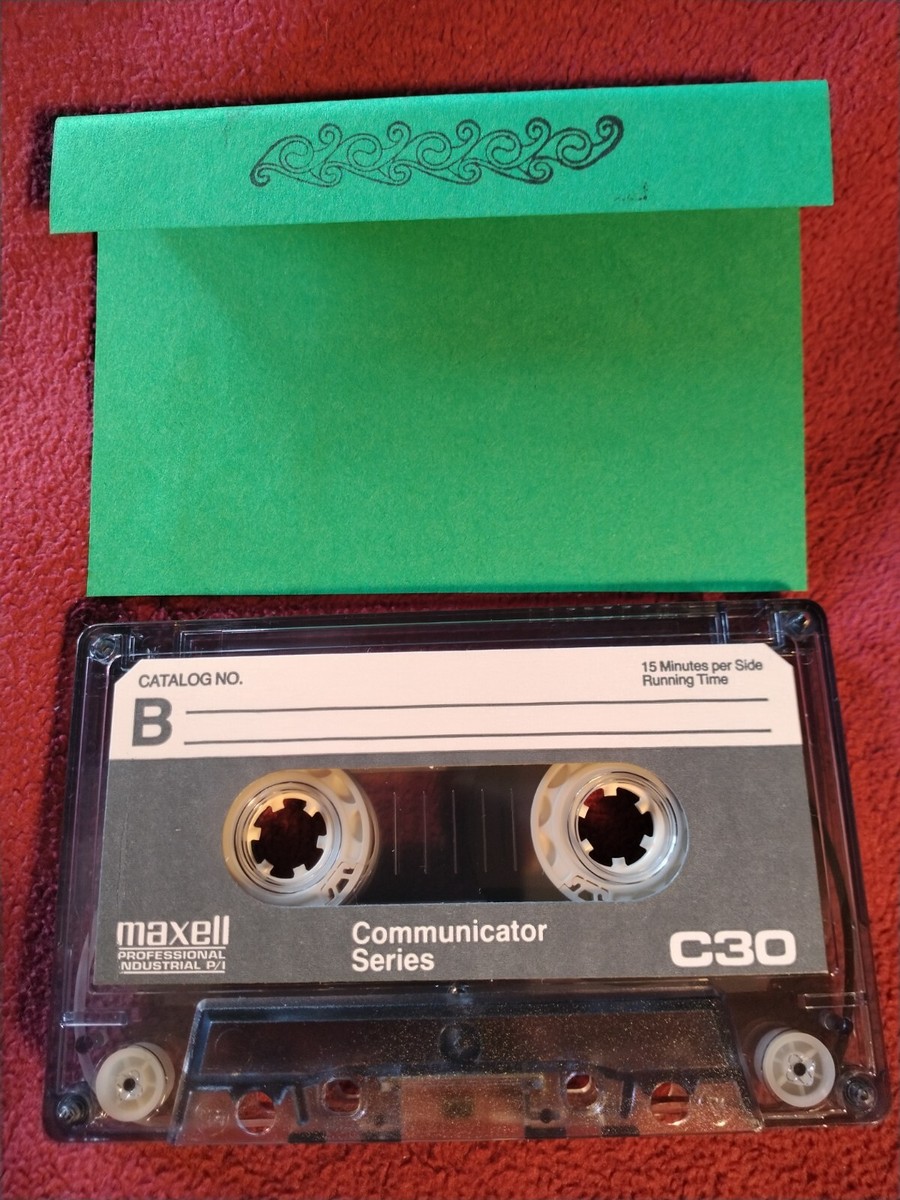 CATALOG NO.
15 Minutes per Side
Running Time
B
maxell
PROFESSIONAL
INDUSTRIAL P/I
Communicator
Series
C30